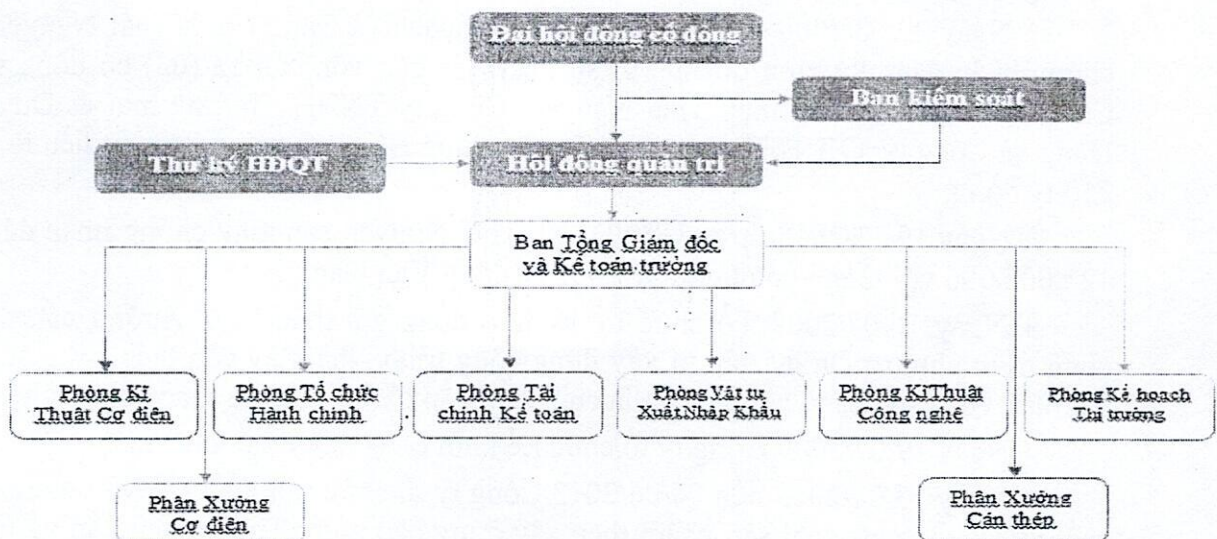 Đại hội đồng cổ đông
Ban kiểm soát
Thư ký HĐQT
Hội đồng quản trị
Ban Tổng Giám đốc
và Kế toán trưởng
Phòng Kĩ
Thuật Cơ điện
Phòng Tổ chức
Hành chính
Phòng Tài
chính Kế toán
Phòng Vật tư
Xuất Nhập Khẩu
Phòng Kĩ Thuật
Công nghệ
Phòng Kế hoạch
Thị trường
Phân Xưởng
Cơ điện
Phân Xưởng
Cán thép